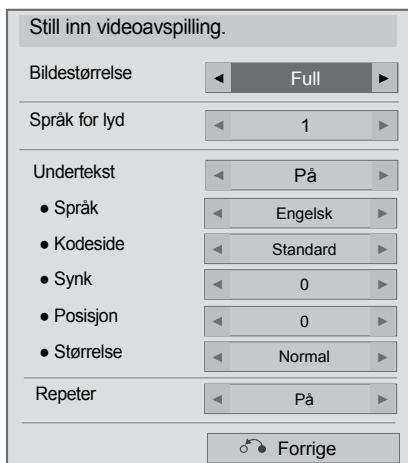 Still inn videoavspilling.
Bildestørrelse ◄ Full ►
Språk for lyd ◄ 1 ►
Undertekst ◄ På ►
● Språk ◄ Engelsk ►
● Kodeside ◄ Standard ►
● Synk ◄ 0 ►
● Posisjon ◄ 0 ►
● Størrelse ◄ Normal ►
Repeter ◄ På ►
Forrige